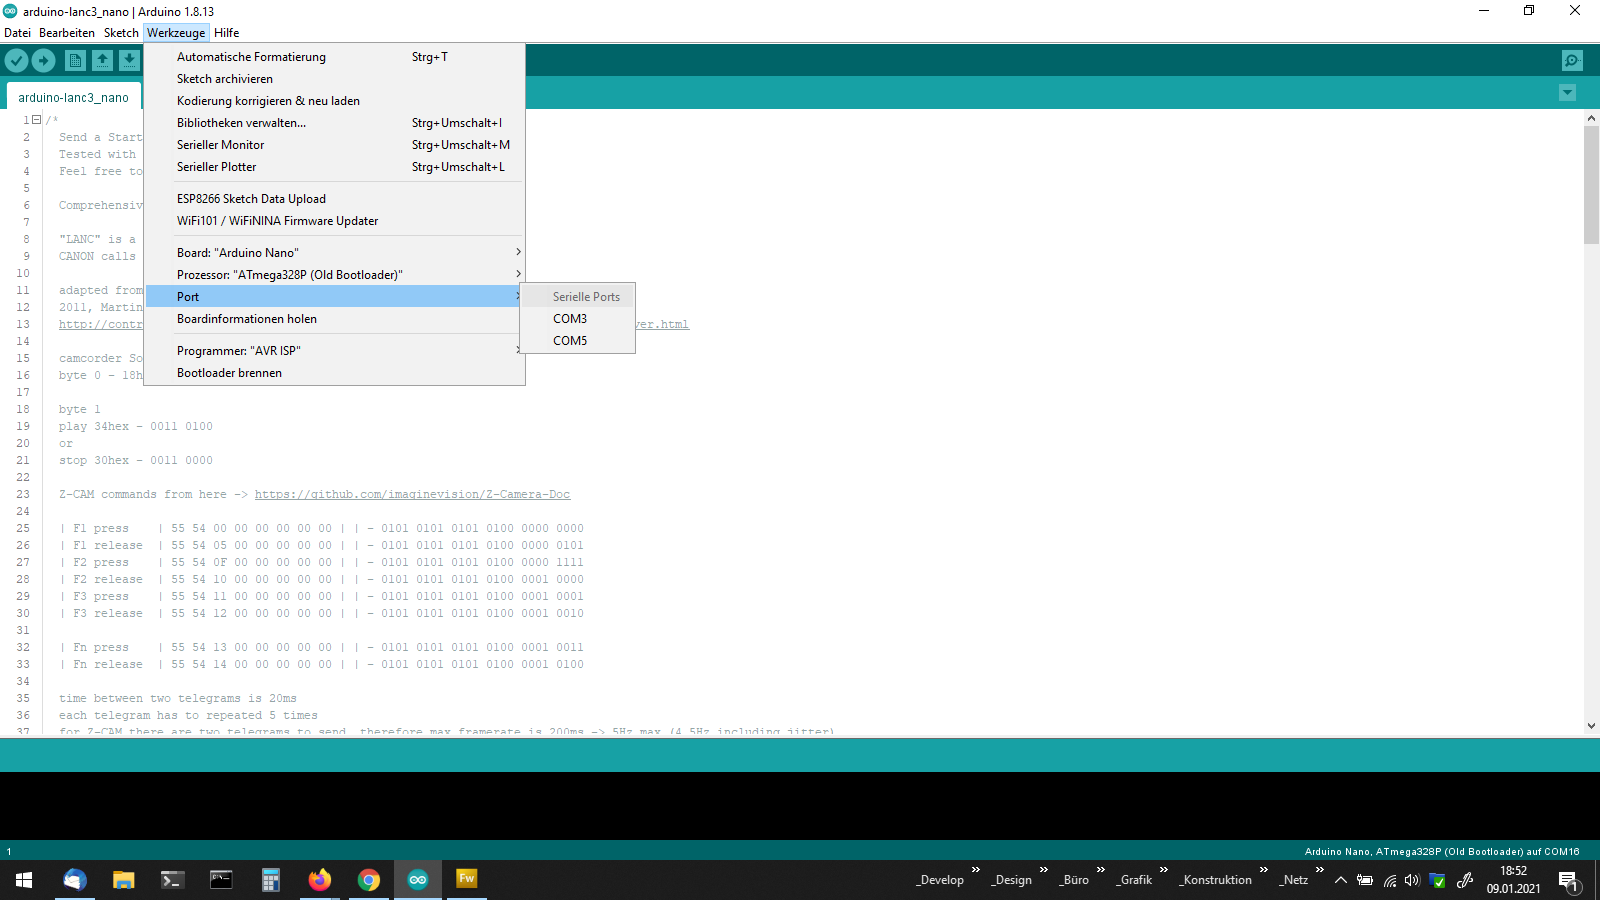 arduino-lanc3_nano | Arduino 1.8.13
Datei Bearbeiten Sketch Werkzeuge Hilfe
Automatische Formatierung Strg+T
Sketch archivieren
Kodierung korrigieren & neu laden
Bibliotheken verwalten... Strg+Umschalt+I
Serieller Monitor Strg+Umschalt+M
Serieller Plotter Strg+Umschalt+L
ESP8266 Sketch Data Upload
WiFi101 / WiFiNINA Firmware Updater
Board: "Arduino Nano"
Prozessor: "ATmega328P (Old Bootloader)"
Port
Boardinformationen holen
Programmer: "AVR ISP"
Bootloader brennen
Serielle Ports
COM3
COM5
arduino-lanc3_nano
1 /*
2 Send a Start
3 Tested with
4 Feel free to
5
6 Comprehensiv
7
8 "LANC" is a
9 CANON calls
10
11 adapted from
12 2011, Martin
13 http://contr ver.html
14
15 camcorder So
16 byte 0 - 18h
17
18 byte 1
19 play 34hex - 0011 0100
20 or
21 stop 30hex - 0011 0000
22
23 Z-CAM commands from here -> https://github.com/imaginevision/Z-Camera-Doc
24
25 | F1 press | 55 54 00 00 00 00 00 00 | | - 0101 0101 0101 0100 0000 0000
26 | F1 release | 55 54 05 00 00 00 00 00 | | - 0101 0101 0101 0100 0000 0101
27 | F2 press | 55 54 0F 00 00 00 00 00 | | - 0101 0101 0101 0100 0000 1111
28 | F2 release | 55 54 10 00 00 00 00 00 | | - 0101 0101 0101 0100 0001 0000
29 | F3 press | 55 54 11 00 00 00 00 00 | | - 0101 0101 0101 0100 0001 0001
30 | F3 release | 55 54 12 00 00 00 00 00 | | - 0101 0101 0101 0100 0001 0010
31
32 | Fn press | 55 54 13 00 00 00 00 00 | | - 0101 0101 0101 0100 0001 0011
33 | Fn release | 55 54 14 00 00 00 00 00 | | - 0101 0101 0101 0100 0001 0100
34
35 time between two telegrams is 20ms
36 each telegram has to repeated 5 times
37 for Z-CAM there are two telegrams to send, therefore max framerate is 200ms -> 5Hz max (4.5Hz including jitter)
1 Arduino Nano, ATmega328P (Old Bootloader) auf COM16
Fw
_Develop » _Design » _Büro » _Grafik » _Konstruktion » _Netz »
18:52
09.01.2021
1